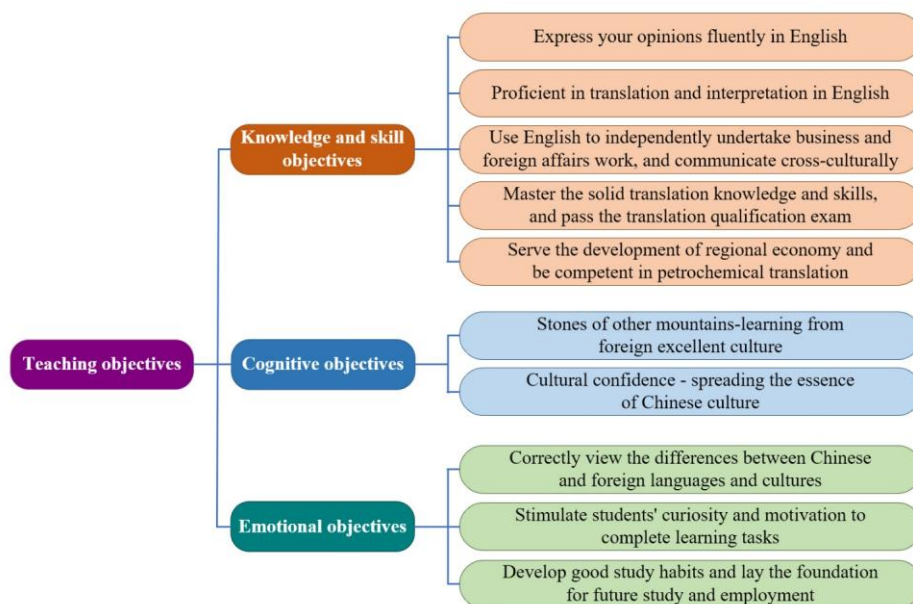 Teaching objectives
Knowledge and skill
objectives
Express your opinions fluently in English
Proficient in translation and interpretation in English
Use English to independently undertake business and
foreign affairs work, and communicate cross-culturally
Master the solid translation knowledge and skills,
and pass the translation qualification exam
Serve the development of regional economy and
be competent in petrochemical translation
Cognitive objectives
Stones of other mountains-learning from
foreign excellent culture
Cultural confidence - spreading the essence
of Chinese culture
Emotional objectives
Correctly view the differences between Chinese
and foreign languages and cultures
Stimulate students' curiosity and motivation to
complete learning tasks
Develop good study habits and lay the foundation
for future study and employment